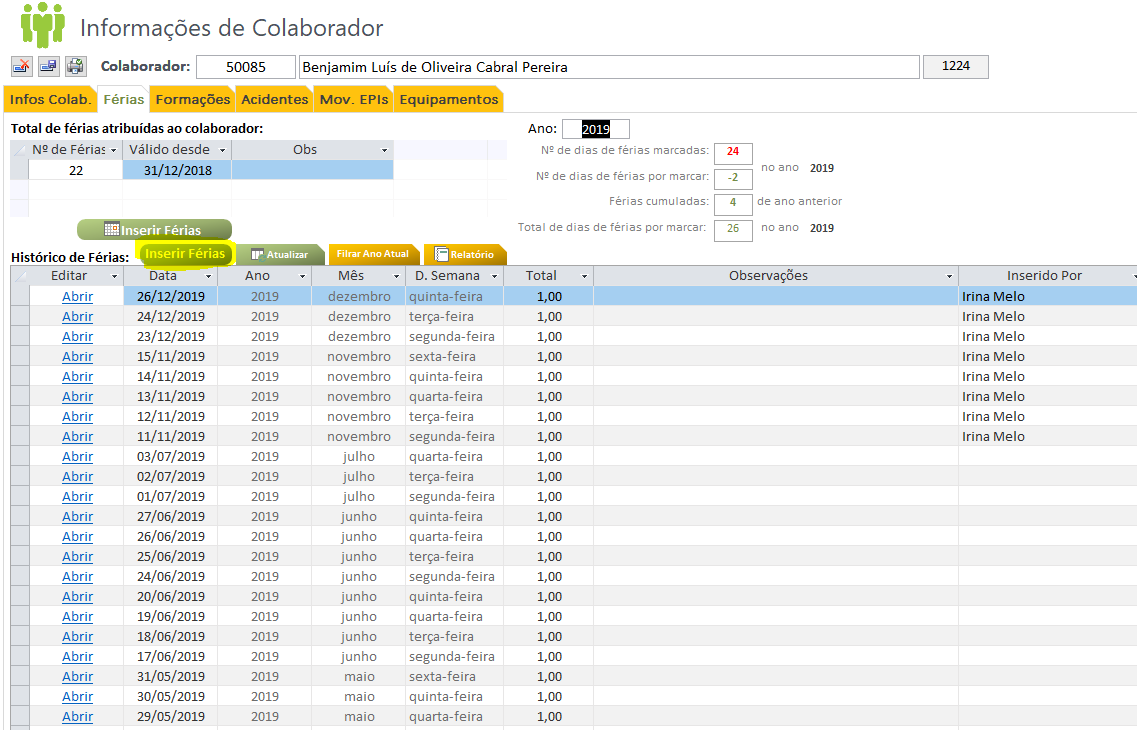 Informações de Colaborador
Colaborador: 50085 Benjamim Luís de Oliveira Cabral Pereira 1224
Infos Colab. Férias Formações Acidentes Mov. EPIs Equipamentos
Total de férias atribuídas ao colaborador:
Nº de Férias Válido desde Obs
22 31/12/2018
Ano: 2019
Nº de dias de férias marcadas: 24 no ano 2019
Nº de dias de férias por marcar: -2
Férias cumuladas: 4 de ano anterior
Total de dias de férias por marcar: 26 no ano 2019
Inserir Férias
Histórico de Férias: Inserir Férias Atualizar Filrar Ano Atual Relatório
Editar Data Ano Mês D. Semana Total Observações Inserido Por
Abrir 26/12/2019 2019 dezembro quinta-feira 1,00 Irina Melo
Abrir 24/12/2019 2019 dezembro terça-feira 1,00 Irina Melo
Abrir 23/12/2019 2019 dezembro segunda-feira 1,00 Irina Melo
Abrir 15/11/2019 2019 novembro sexta-feira 1,00 Irina Melo
Abrir 14/11/2019 2019 novembro quinta-feira 1,00 Irina Melo
Abrir 13/11/2019 2019 novembro quarta-feira 1,00 Irina Melo
Abrir 12/11/2019 2019 novembro terça-feira 1,00 Irina Melo
Abrir 11/11/2019 2019 novembro segunda-feira 1,00 Irina Melo
Abrir 03/07/2019 2019 julho quarta-feira 1,00
Abrir 02/07/2019 2019 julho terça-feira 1,00
Abrir 01/07/2019 2019 julho segunda-feira 1,00
Abrir 27/06/2019 2019 junho quinta-feira 1,00
Abrir 26/06/2019 2019 junho quarta-feira 1,00
Abrir 25/06/2019 2019 junho terça-feira 1,00
Abrir 24/06/2019 2019 junho segunda-feira 1,00
Abrir 20/06/2019 2019 junho quinta-feira 1,00
Abrir 19/06/2019 2019 junho quarta-feira 1,00
Abrir 18/06/2019 2019 junho terça-feira 1,00
Abrir 17/06/2019 2019 junho segunda-feira 1,00
Abrir 31/05/2019 2019 maio sexta-feira 1,00
Abrir 30/05/2019 2019 maio quinta-feira 1,00
Abrir 29/05/2019 2019 maio quarta-feira 1,00